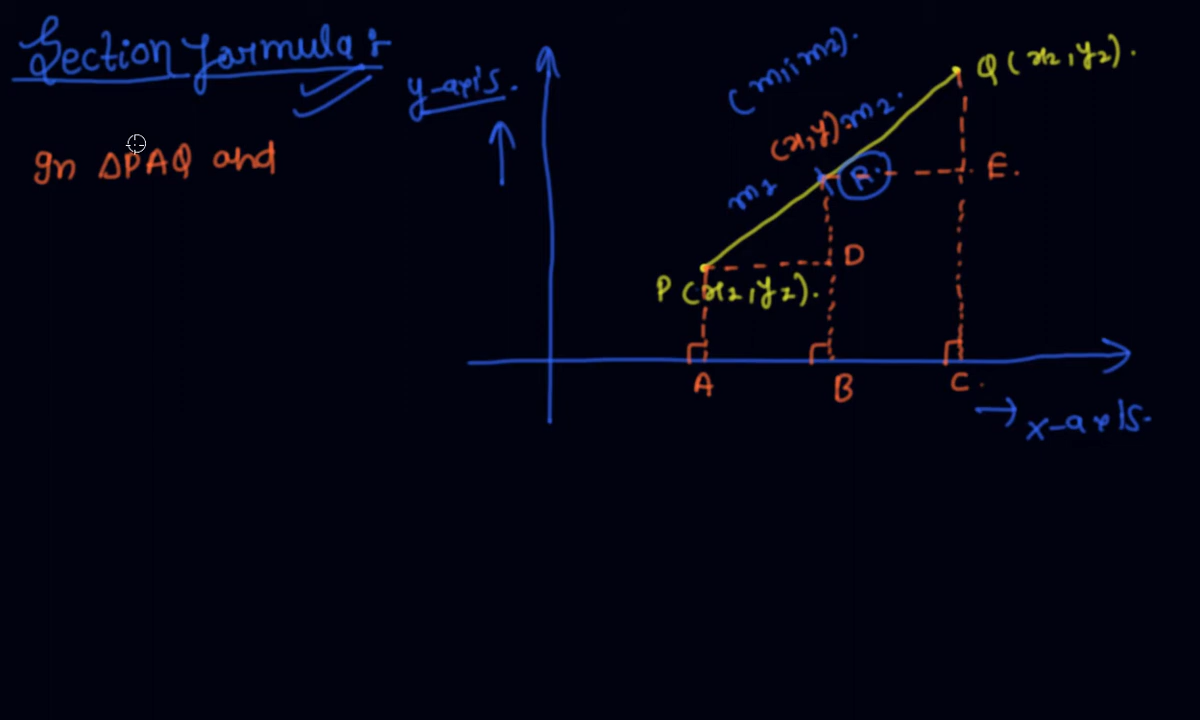 Section formula:
y-axis.
(m1:m2).
Q(x2,y2).
In ΔPAQ and
(x,y).m2.
m1
R.
E.
D
P(x1,y1).
A
B
C.
→ x-axis.